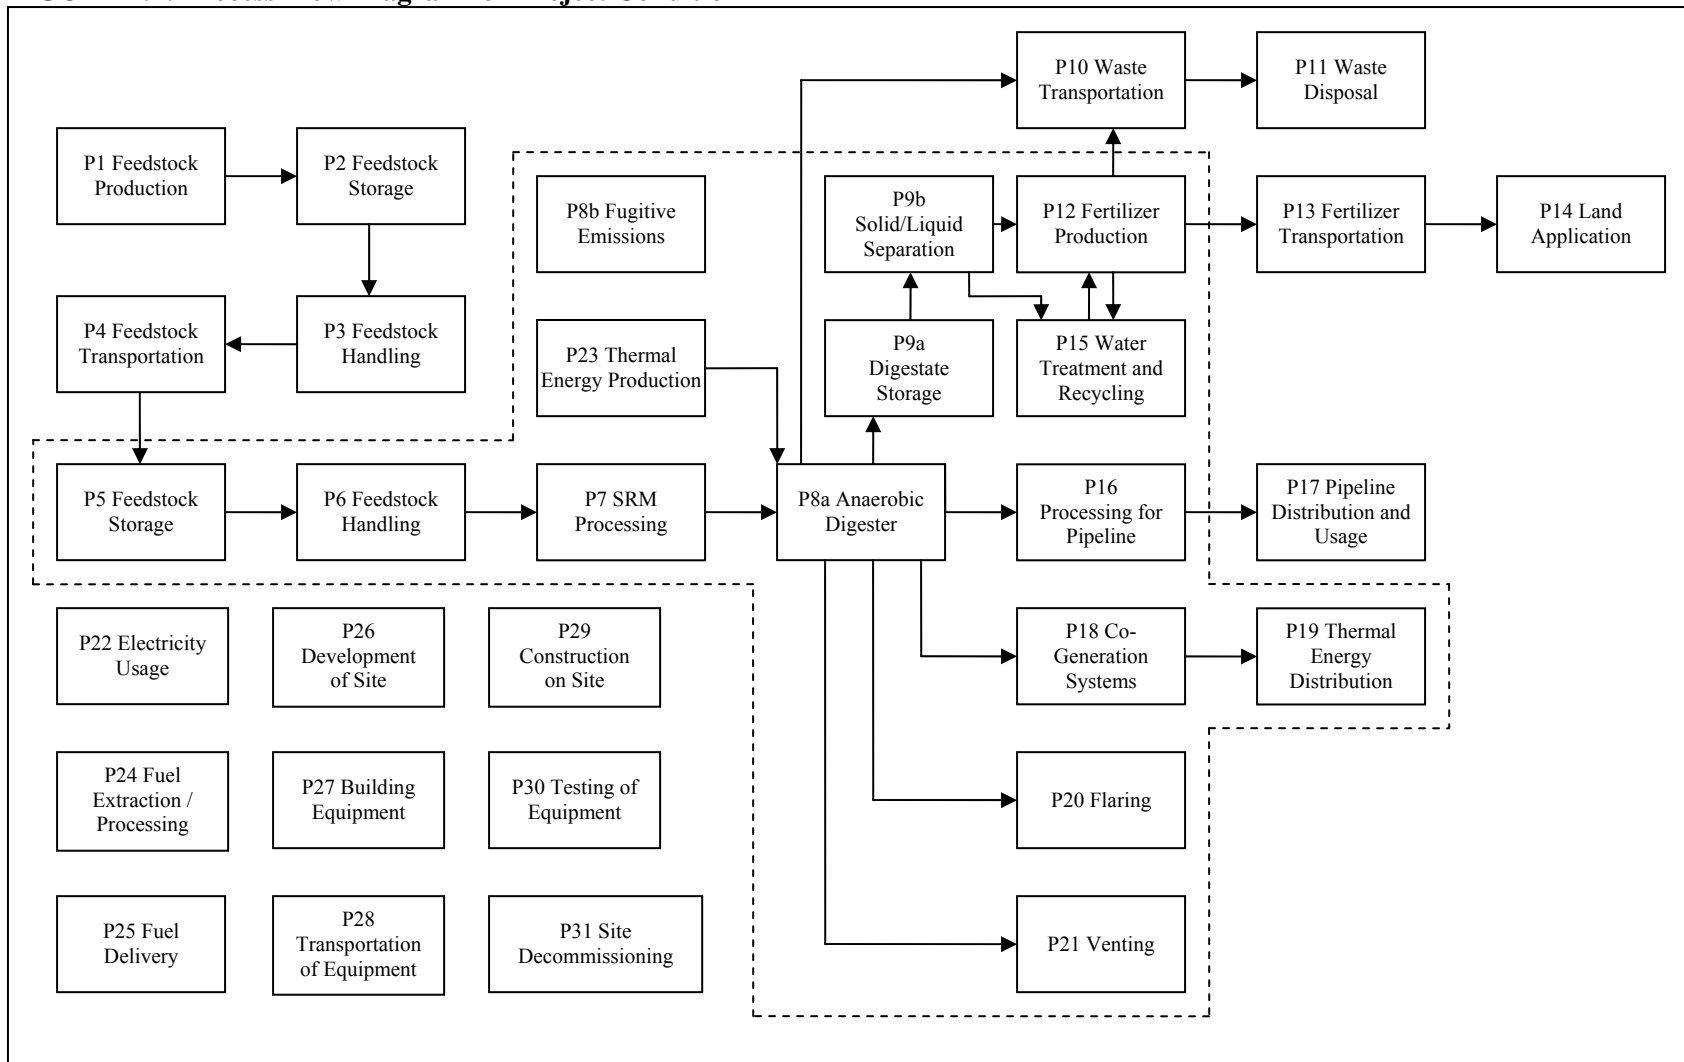 P10 Waste
Transportation
P11 Waste
Disposal
P1 Feedstock
Production
P2 Feedstock
Storage
P8b Fugitive
Emissions
P9b
Solid/Liquid
Separation
P12 Fertilizer
Production
P13 Fertilizer
Transportation
P14 Land
Application
P4 Feedstock
Transportation
P3 Feedstock
Handling
P23 Thermal
Energy Production
P9a
Digestate
Storage
P15 Water
Treatment and
Recycling
P5 Feedstock
Storage
P6 Feedstock
Handling
P7 SRM
Processing
P8a Anaerobic
Digester
P16
Processing for
Pipeline
P17 Pipeline
Distribution and
Usage
P22 Electricity
Usage
P26
Development
of Site
P29
Construction
on Site
P18 Co-
Generation
Systems
P19 Thermal
Energy
Distribution
P24 Fuel
Extraction /
Processing
P27 Building
Equipment
P30 Testing of
Equipment
P20 Flaring
P25 Fuel
Delivery
P28
Transportation
of Equipment
P31 Site
Decommissioning
P21 Venting